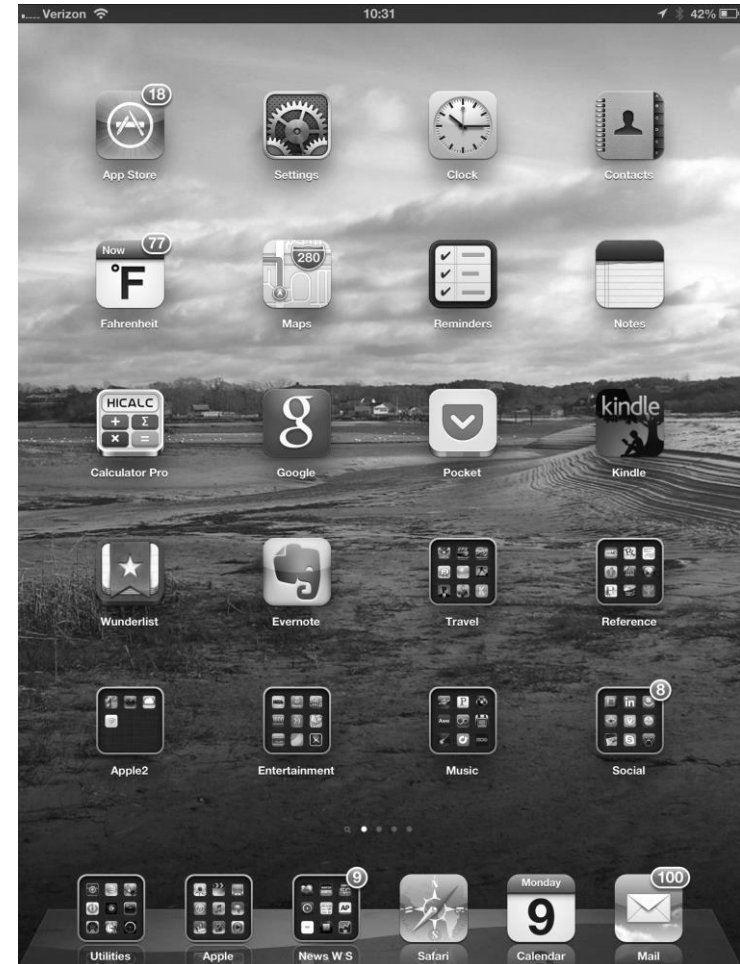 Verizon 10:31 42%
18
App Store Settings Clock Contacts
Now 77
°F 280
Fahrenheit Maps Reminders Notes
HICALC
+ Σ
× =
g kindle
Calculator Pro Google Pocket Kindle
Wunderlist Evernote Travel Reference
8
P in
Apple2 Entertainment Music Social
9 100
Monday
AP 9
Utilities Apple News W S Safari Calendar Mail